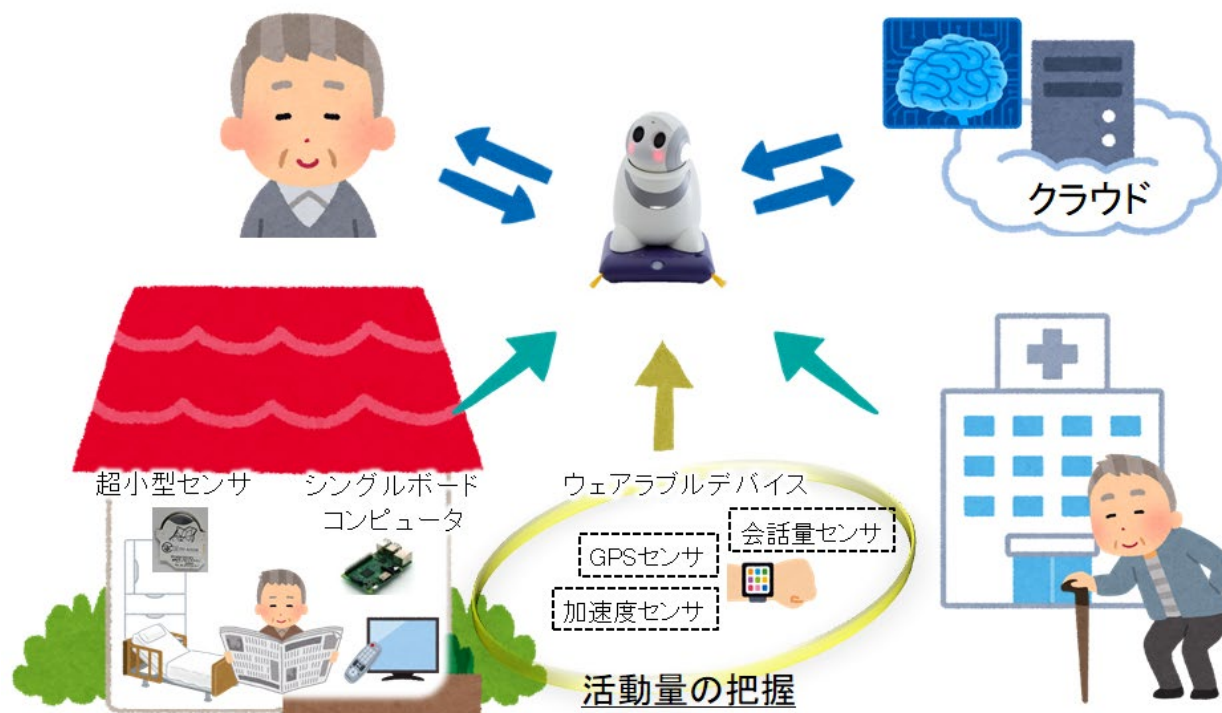 クラウド
超小型センサ
シングルボード
コンピュータ
ウェアラブルデバイス
会話量センサ
GPSセンサ
加速度センサ
活動量の把握